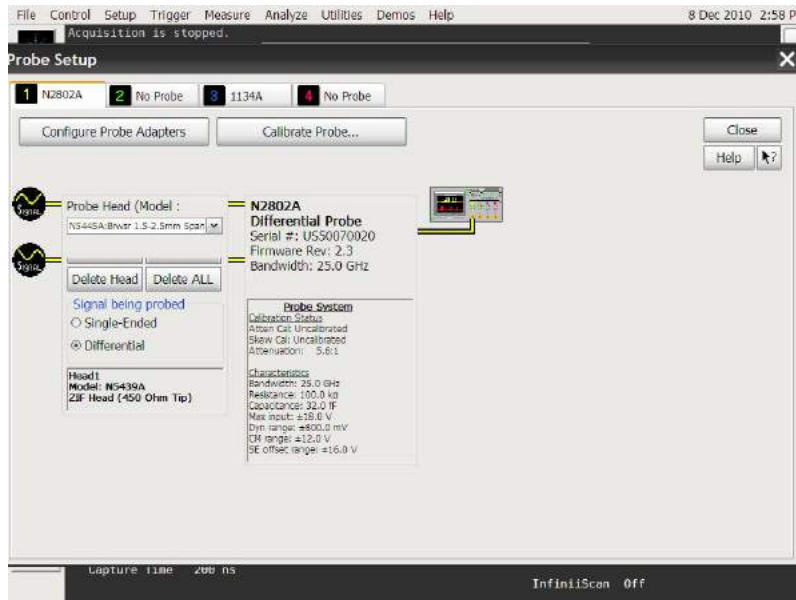 File Control Setup Trigger Measure Analyze Utilities Demos Help 8 Dec 2010 2:58 P
Acquisition is stopped.
Probe Setup
1 N2802A 2 No Probe 3 1134A 4 No Probe
Configure Probe Adapters Calibrate Probe... Close
Help
Probe Head (Model :
N5445A:Brwsr 1.5-2.5mm Span
Delete Head Delete ALL
Signal being probed
Single-Ended
Differential
Head1
Model: N5439A
ZIF Head (450 Ohm Tip)
SIGNAL
SIGNAL
N2802A
Differential Probe
Serial #: US50070020
Firmware Rev: 2.3
Bandwidth: 25.0 GHz
Probe System
Calibration Status
Atten Cal: Uncalibrated
Skew Cal: Uncalibrated
Attenuation: 5.6:1
Characteristics
Bandwidth: 25.0 GHz
Resistance: 100.0 kΩ
Capacitance: 32.0 fF
Max input: ±18.0 V
Dyn range: ±800.0 mV
CM range: ±12.0 V
SE offset range: ±16.0 V
Capture Time 200 ns
InfiniiScan Off